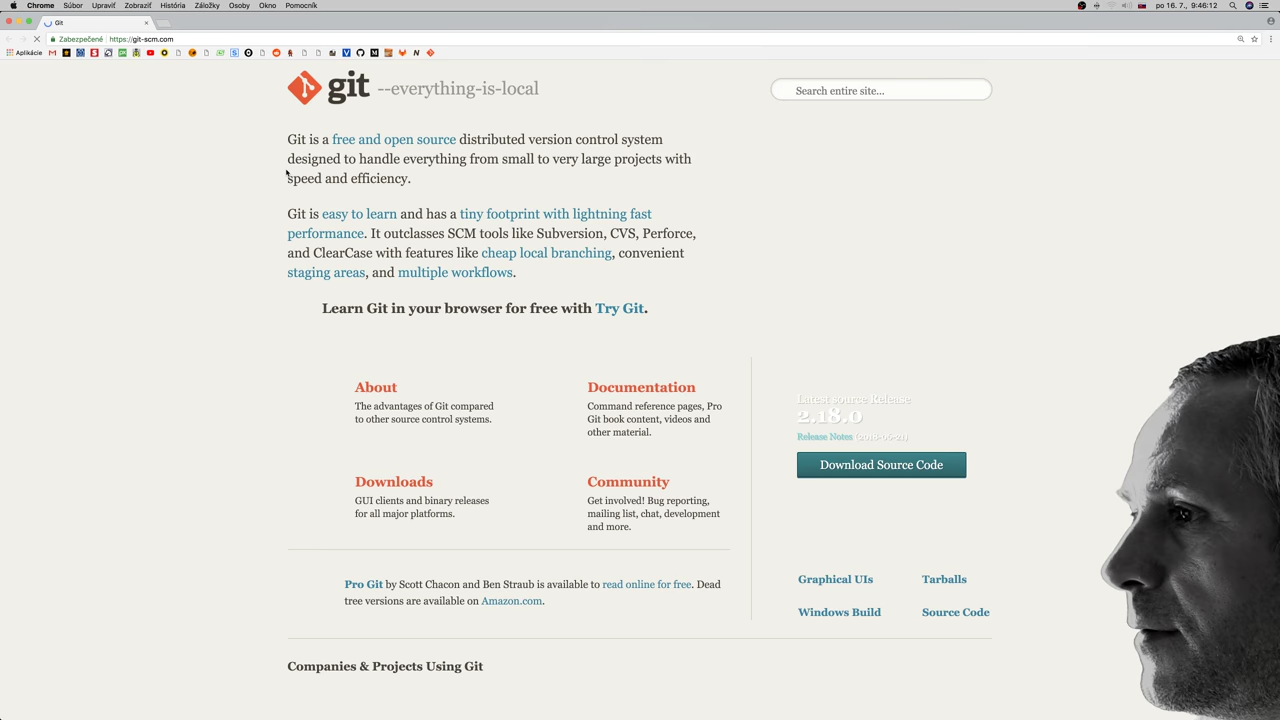 Chrome Súbor Upraviť Zobraziť História Záložky Osoby Okno Pomocník
po 16. 7., 9:46:12
Git
Zabezpečené https://git-scm.com
Aplikácie
git --everything-is-local
Search entire site...
Git is a free and open source distributed version control system
designed to handle everything from small to very large projects with
speed and efficiency.
Git is easy to learn and has a tiny footprint with lightning fast
performance. It outclasses SCM tools like Subversion, CVS, Perforce,
and ClearCase with features like cheap local branching, convenient
staging areas, and multiple workflows.
Learn Git in your browser for free with Try Git.
About
The advantages of Git compared
to other source control systems.
Documentation
Command reference pages, Pro
Git book content, videos and
other material.
Downloads
GUI clients and binary releases
for all major platforms.
Community
Get involved! Bug reporting,
mailing list, chat, development
and more.
Latest source Release
2.18.0
Release Notes (2018-06-21)
Download Source Code
Pro Git by Scott Chacon and Ben Straub is available to read online for free. Dead
tree versions are available on Amazon.com.
Graphical UIs
Tarballs
Windows Build
Source Code
Companies & Projects Using Git